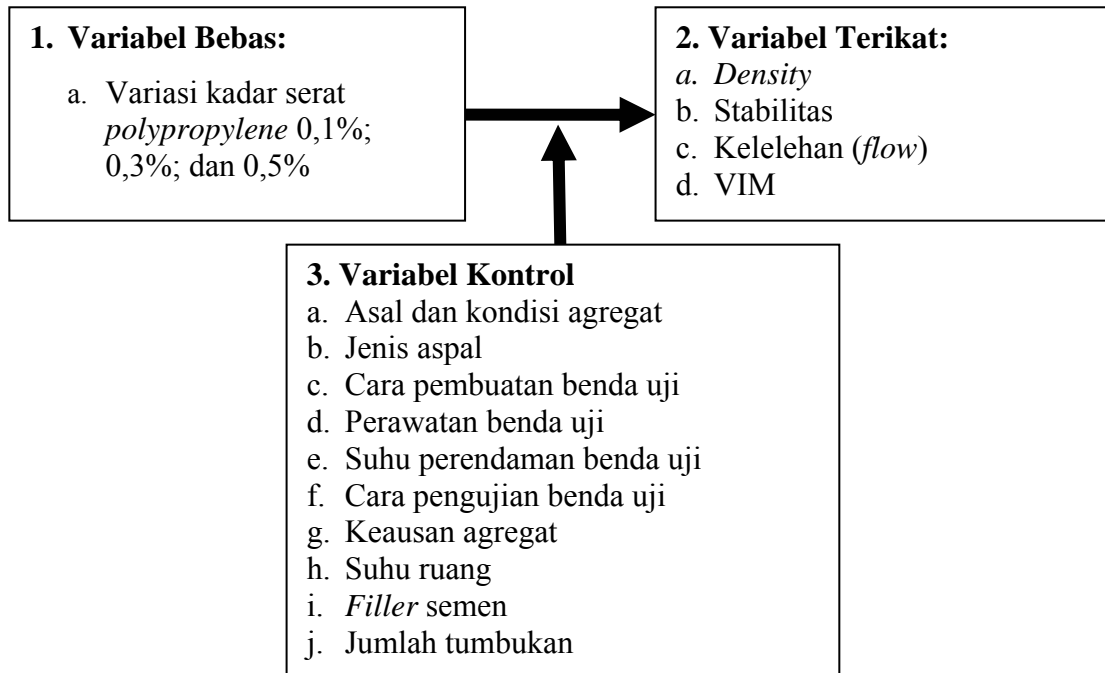 1. Variabel Bebas:
a. Variasi kadar serat
polypropylene 0,1%;
0,3%; dan 0,5%
2. Variabel Terikat:
a. Density
b. Stabilitas
c. Kelelehan (flow)
d. VIM
3. Variabel Kontrol
a. Asal dan kondisi agregat
b. Jenis aspal
c. Cara pembuatan benda uji
d. Perawatan benda uji
e. Suhu perendaman benda uji
f. Cara pengujian benda uji
g. Keausan agregat
h. Suhu ruang
i. Filler semen
j. Jumlah tumbukan